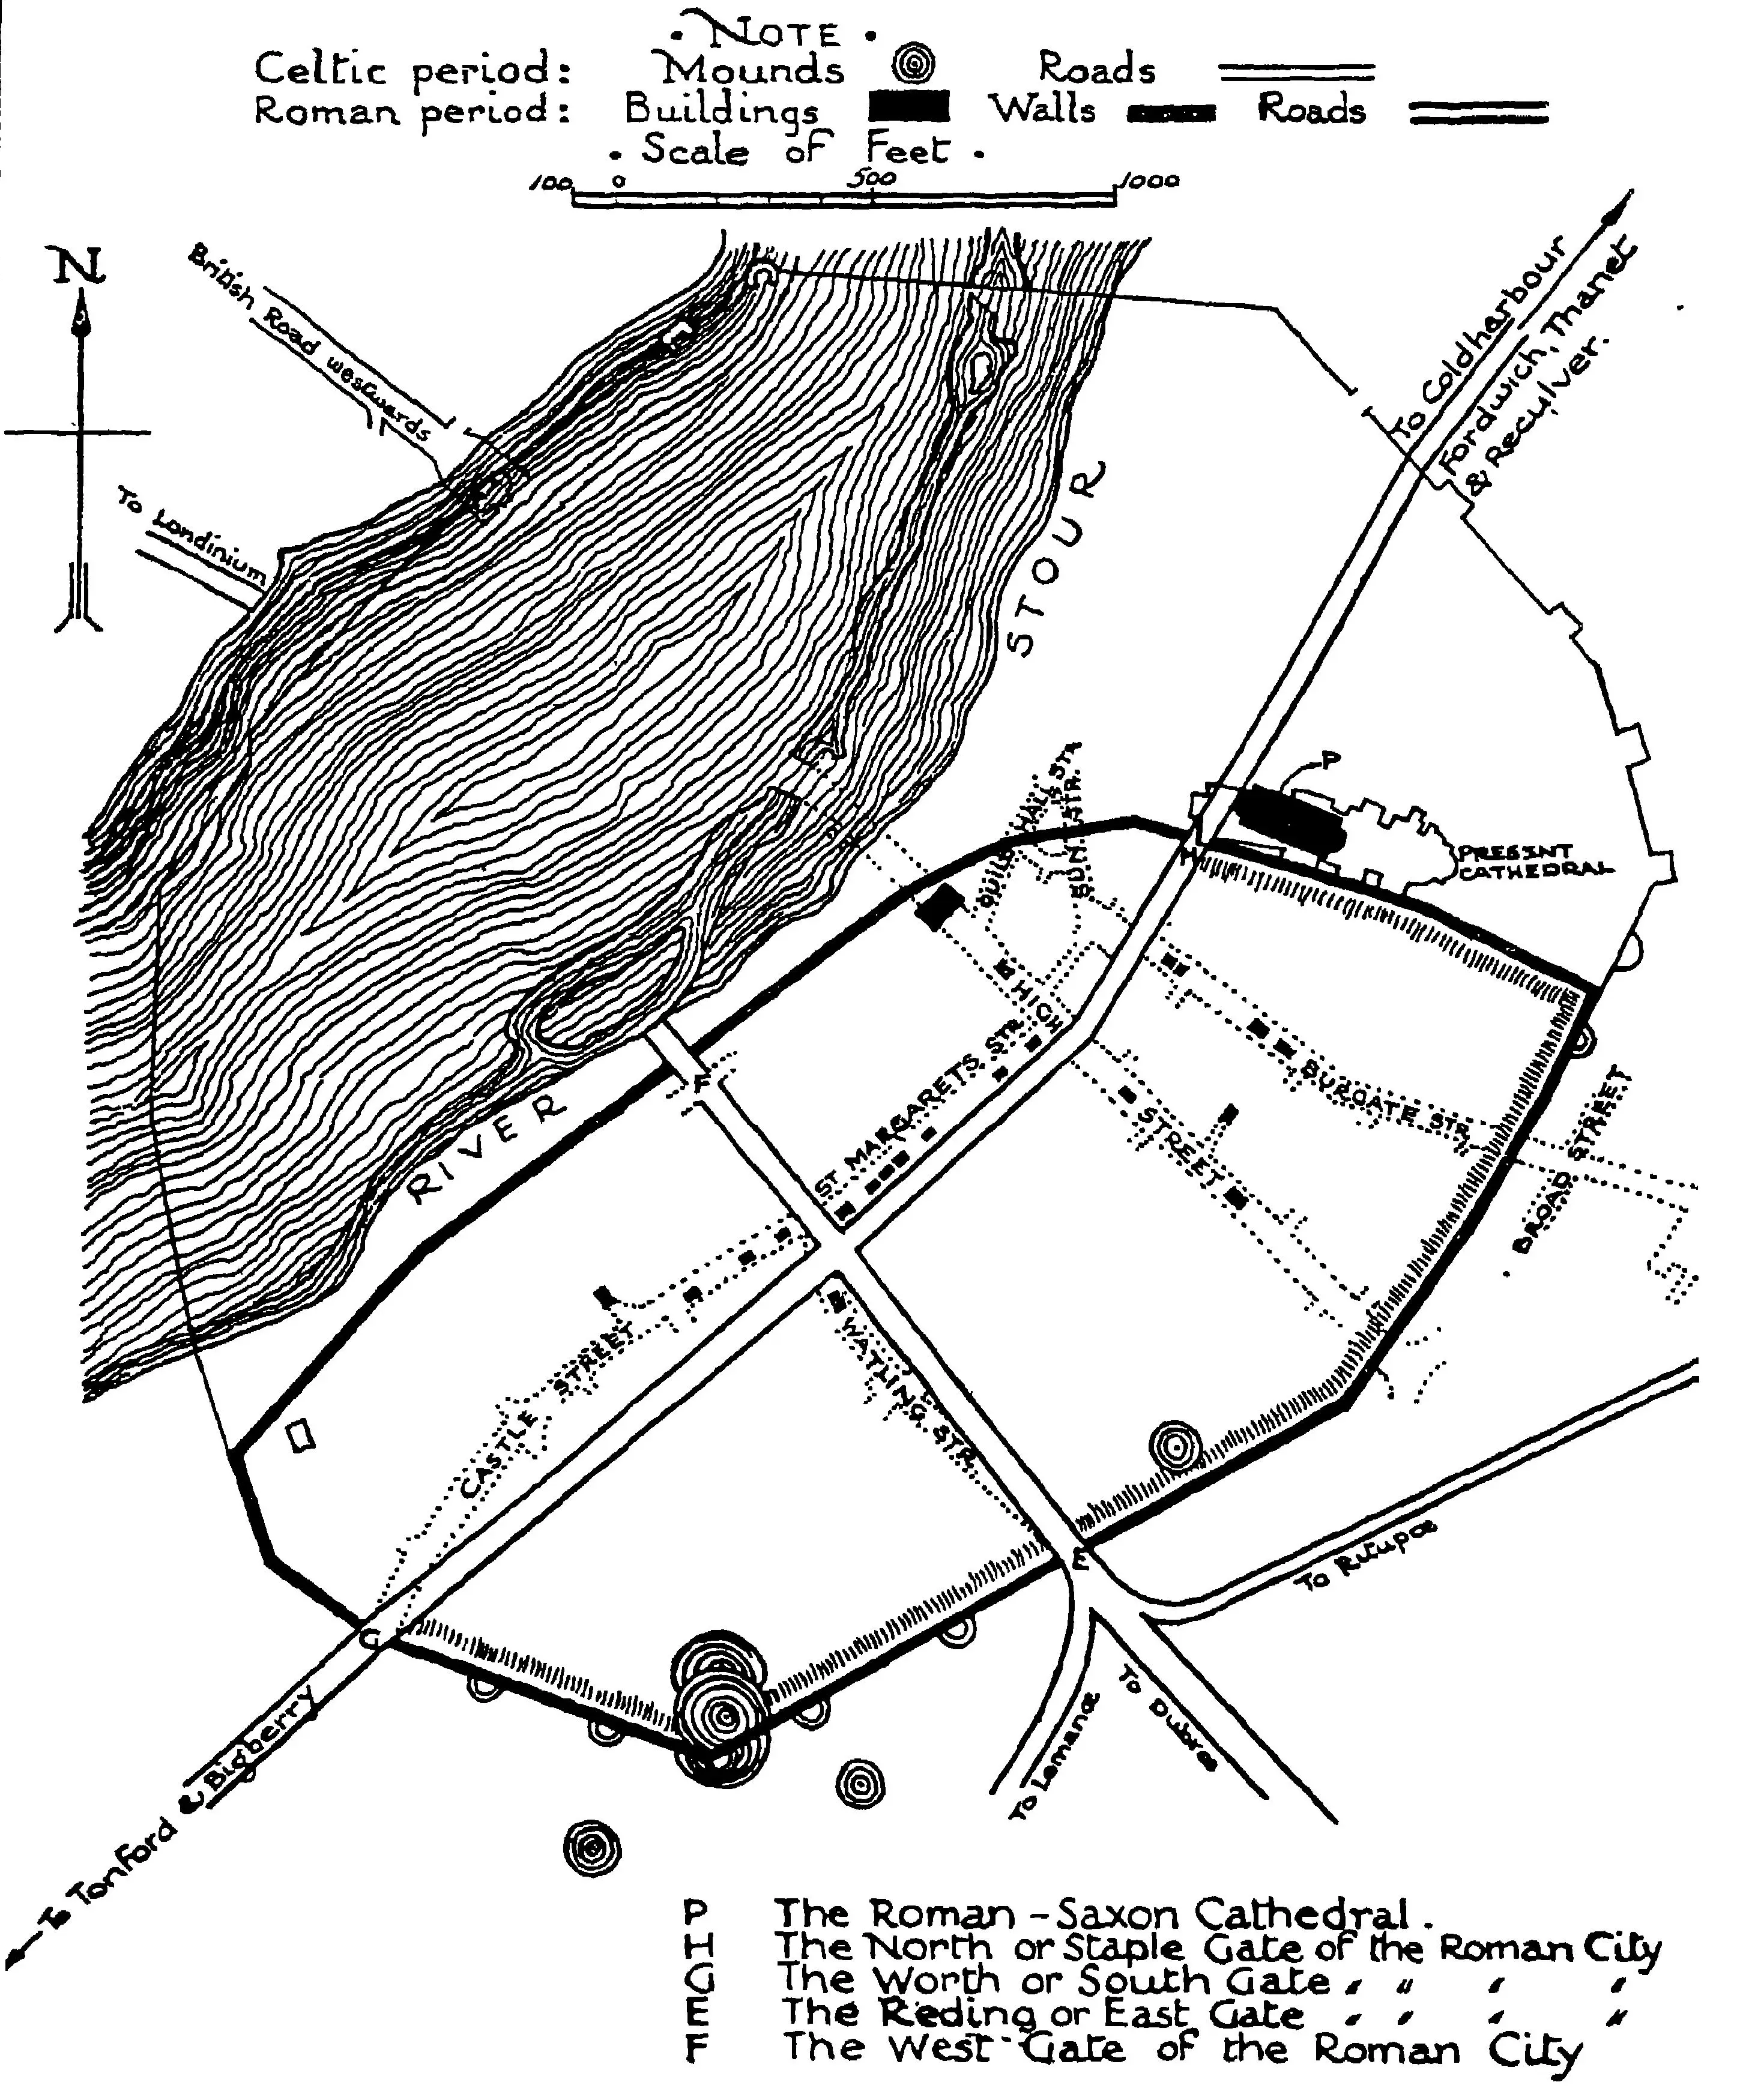 · NOTE ·
Celtic period: Mounds Roads
Roman period: Buildings Walls Roads
· Scale of Feet ·
100 0 500 1000
N
British Road westwards
To Londinium
To Coldharbour
Fordwich, Thanet
& Reculver.
STOUR
RIVER
P
PRESENT
CATHEDRAL
H
GUILDHALL STR
SUN STR.
HIGH
STREET
BURGATE STR.
BROAD STREET
ST MARGARETS STR
F
CASTLE STREET
WATLING STR.
E
G
To Ritupæ
To Dubræ
To Lemanæ
To Tonford & Bigberry
P The Roman-Saxon Cathedral.
H The North or Staple Gate of the Roman City
G The Worth or South Gate " " " "
E The Reding or East Gate " " " "
F The West Gate of the Roman City